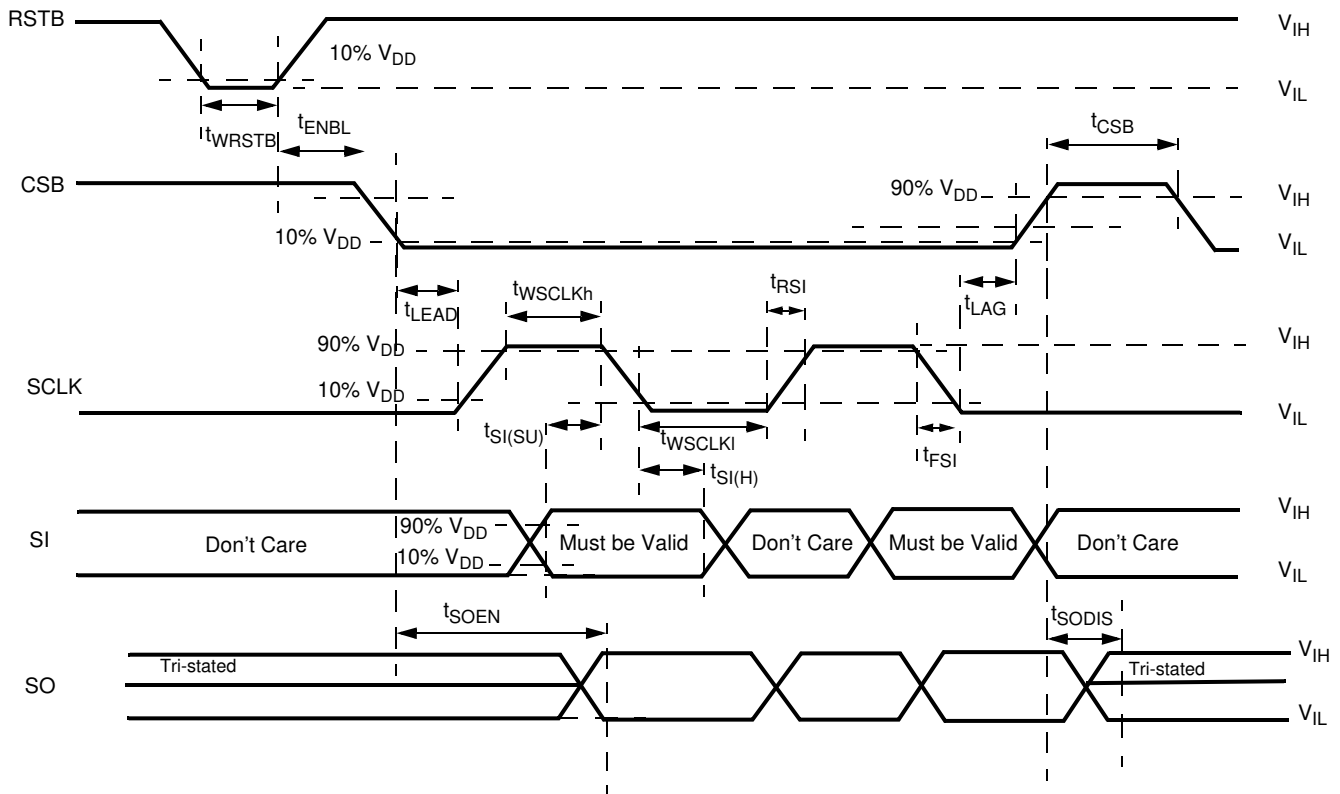 RSTB
V_IH
10% V_DD
V_IL
t_WRSTB
t_ENBL
t_CSB
CSB
90% V_DD
V_IH
10% V_DD
V_IL
t_LEAD
t_WSCLKh
t_RSI
t_LAG
90% V_DD
V_IH
SCLK
10% V_DD
V_IL
t_SI(SU)
t_WSCLKl
t_FSI
t_SI(H)
SI
90% V_DD
V_IH
Don't Care
Must be Valid
Don't Care
Must be Valid
Don't Care
10% V_DD
V_IL
t_SOEN
t_SODIS
SO
Tri-stated
Tri-stated
V_IH
V_IL